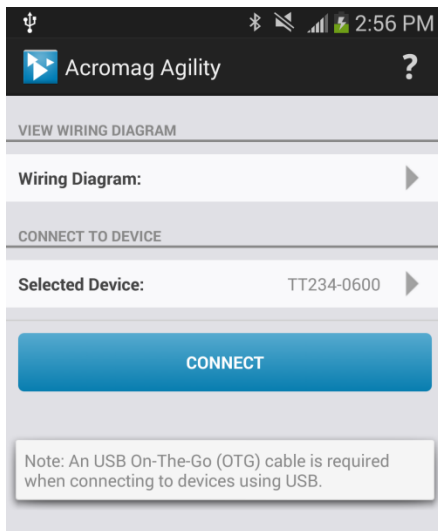 2:56 PM
Acromag Agility
?
VIEW WIRING DIAGRAM
Wiring Diagram:
CONNECT TO DEVICE
Selected Device: TT234-0600
CONNECT
Note: An USB On-The-Go (OTG) cable is required
when connecting to devices using USB.